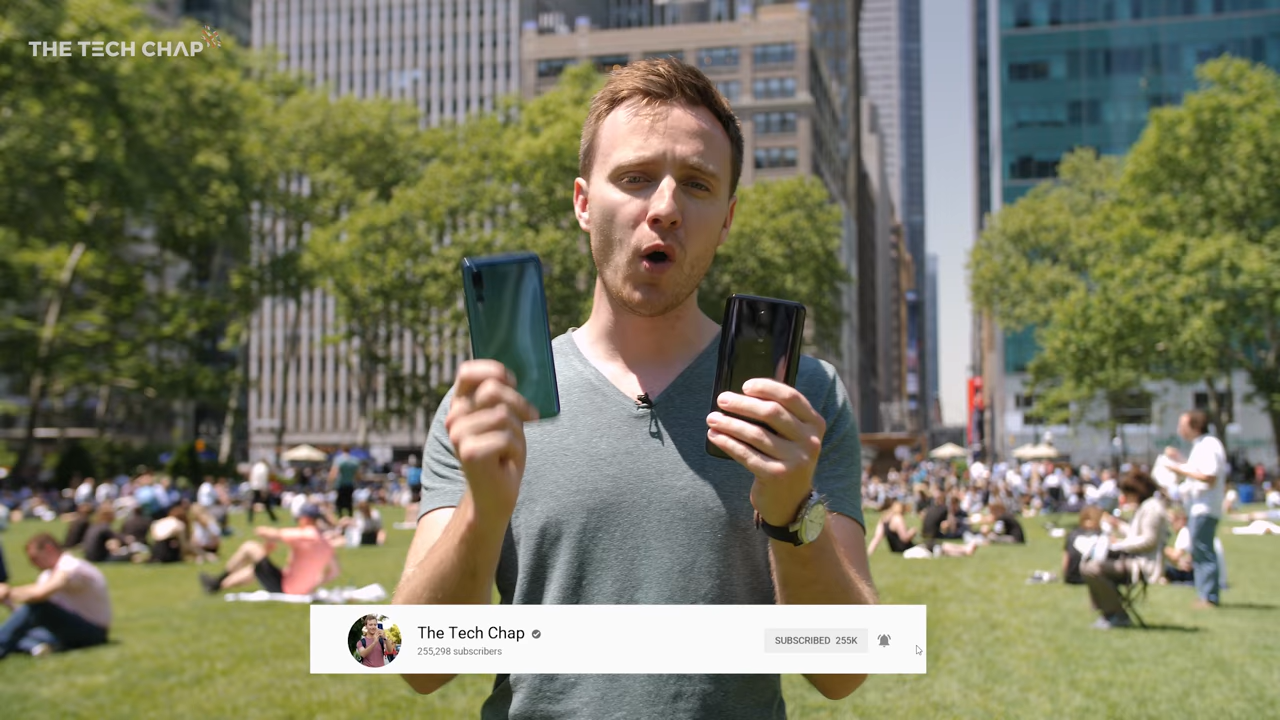 THE TECH CHAP
The Tech Chap
255,298 subscribers
SUBSCRIBED 255K